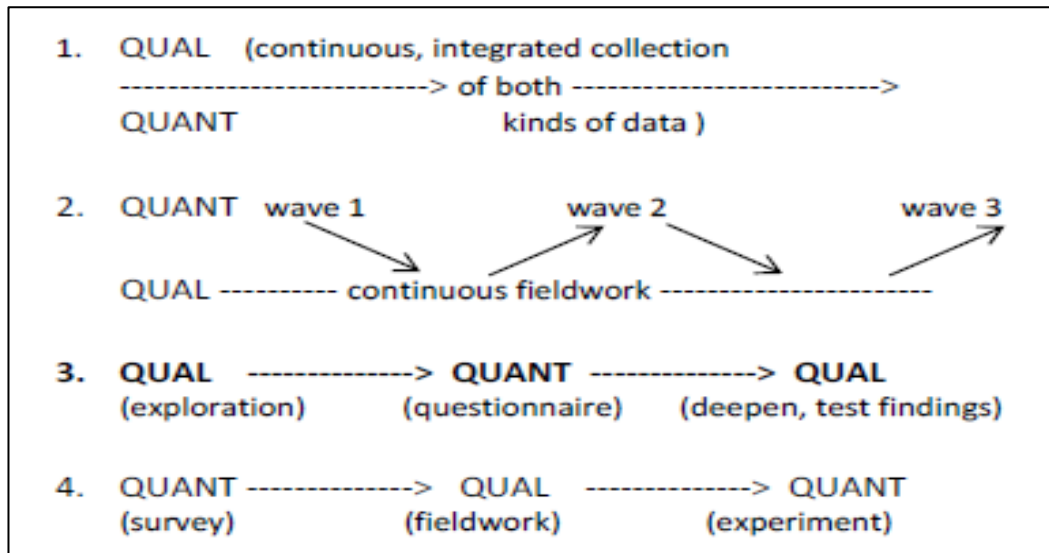 1. QUAL (continuous, integrated collection
--------------------------> of both -------------------------->
QUANT kinds of data )
2. QUANT wave 1 wave 2 wave 3
QUAL ---------- continuous fieldwork -----------------------
3. QUAL --------------> QUANT --------------> QUAL
(exploration) (questionnaire) (deepen, test findings)
4. QUANT --------------> QUAL --------------> QUANT
(survey) (fieldwork) (experiment)